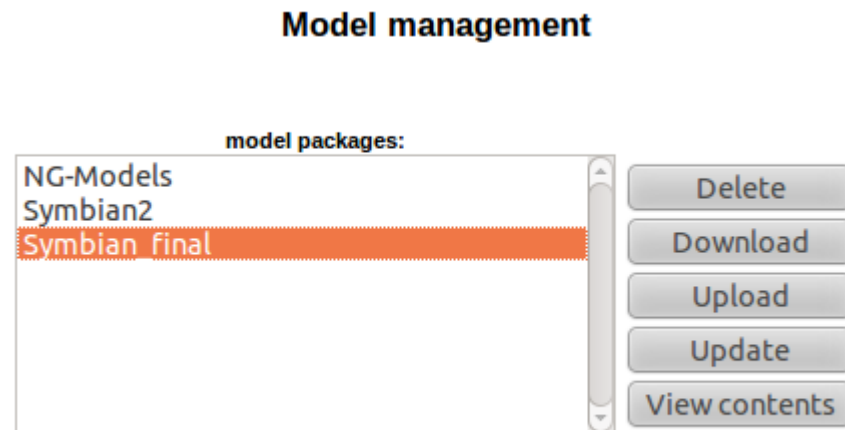 Model management
model packages:
NG-Models
Symbian2
Symbian_final
Delete
Download
Upload
Update
View contents